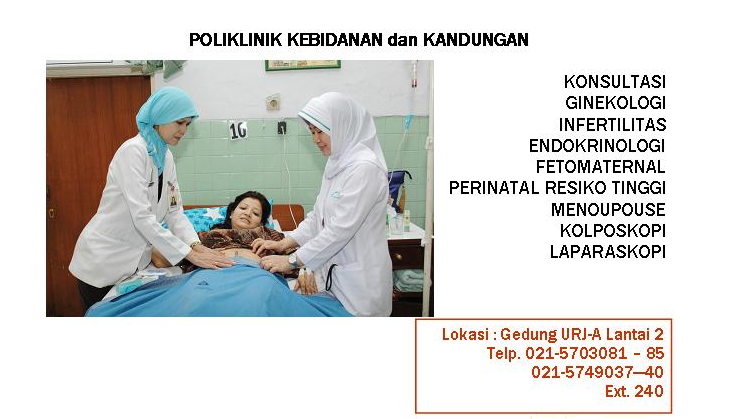 POLIKLINIK KEBIDANAN dan KANDUNGAN
16
KONSULTASI
GINEKOLOGI
INFERTILITAS
ENDOKRINOLOGI
FETOMATERNAL
PERINATAL RESIKO TINGGI
MENOUPOUSE
KOLPOSKOPI
LAPARASKOPI
Lokasi : Gedung URJ-A Lantai 2
Telp. 021-5703081 – 85
021-5749037—40
Ext. 240